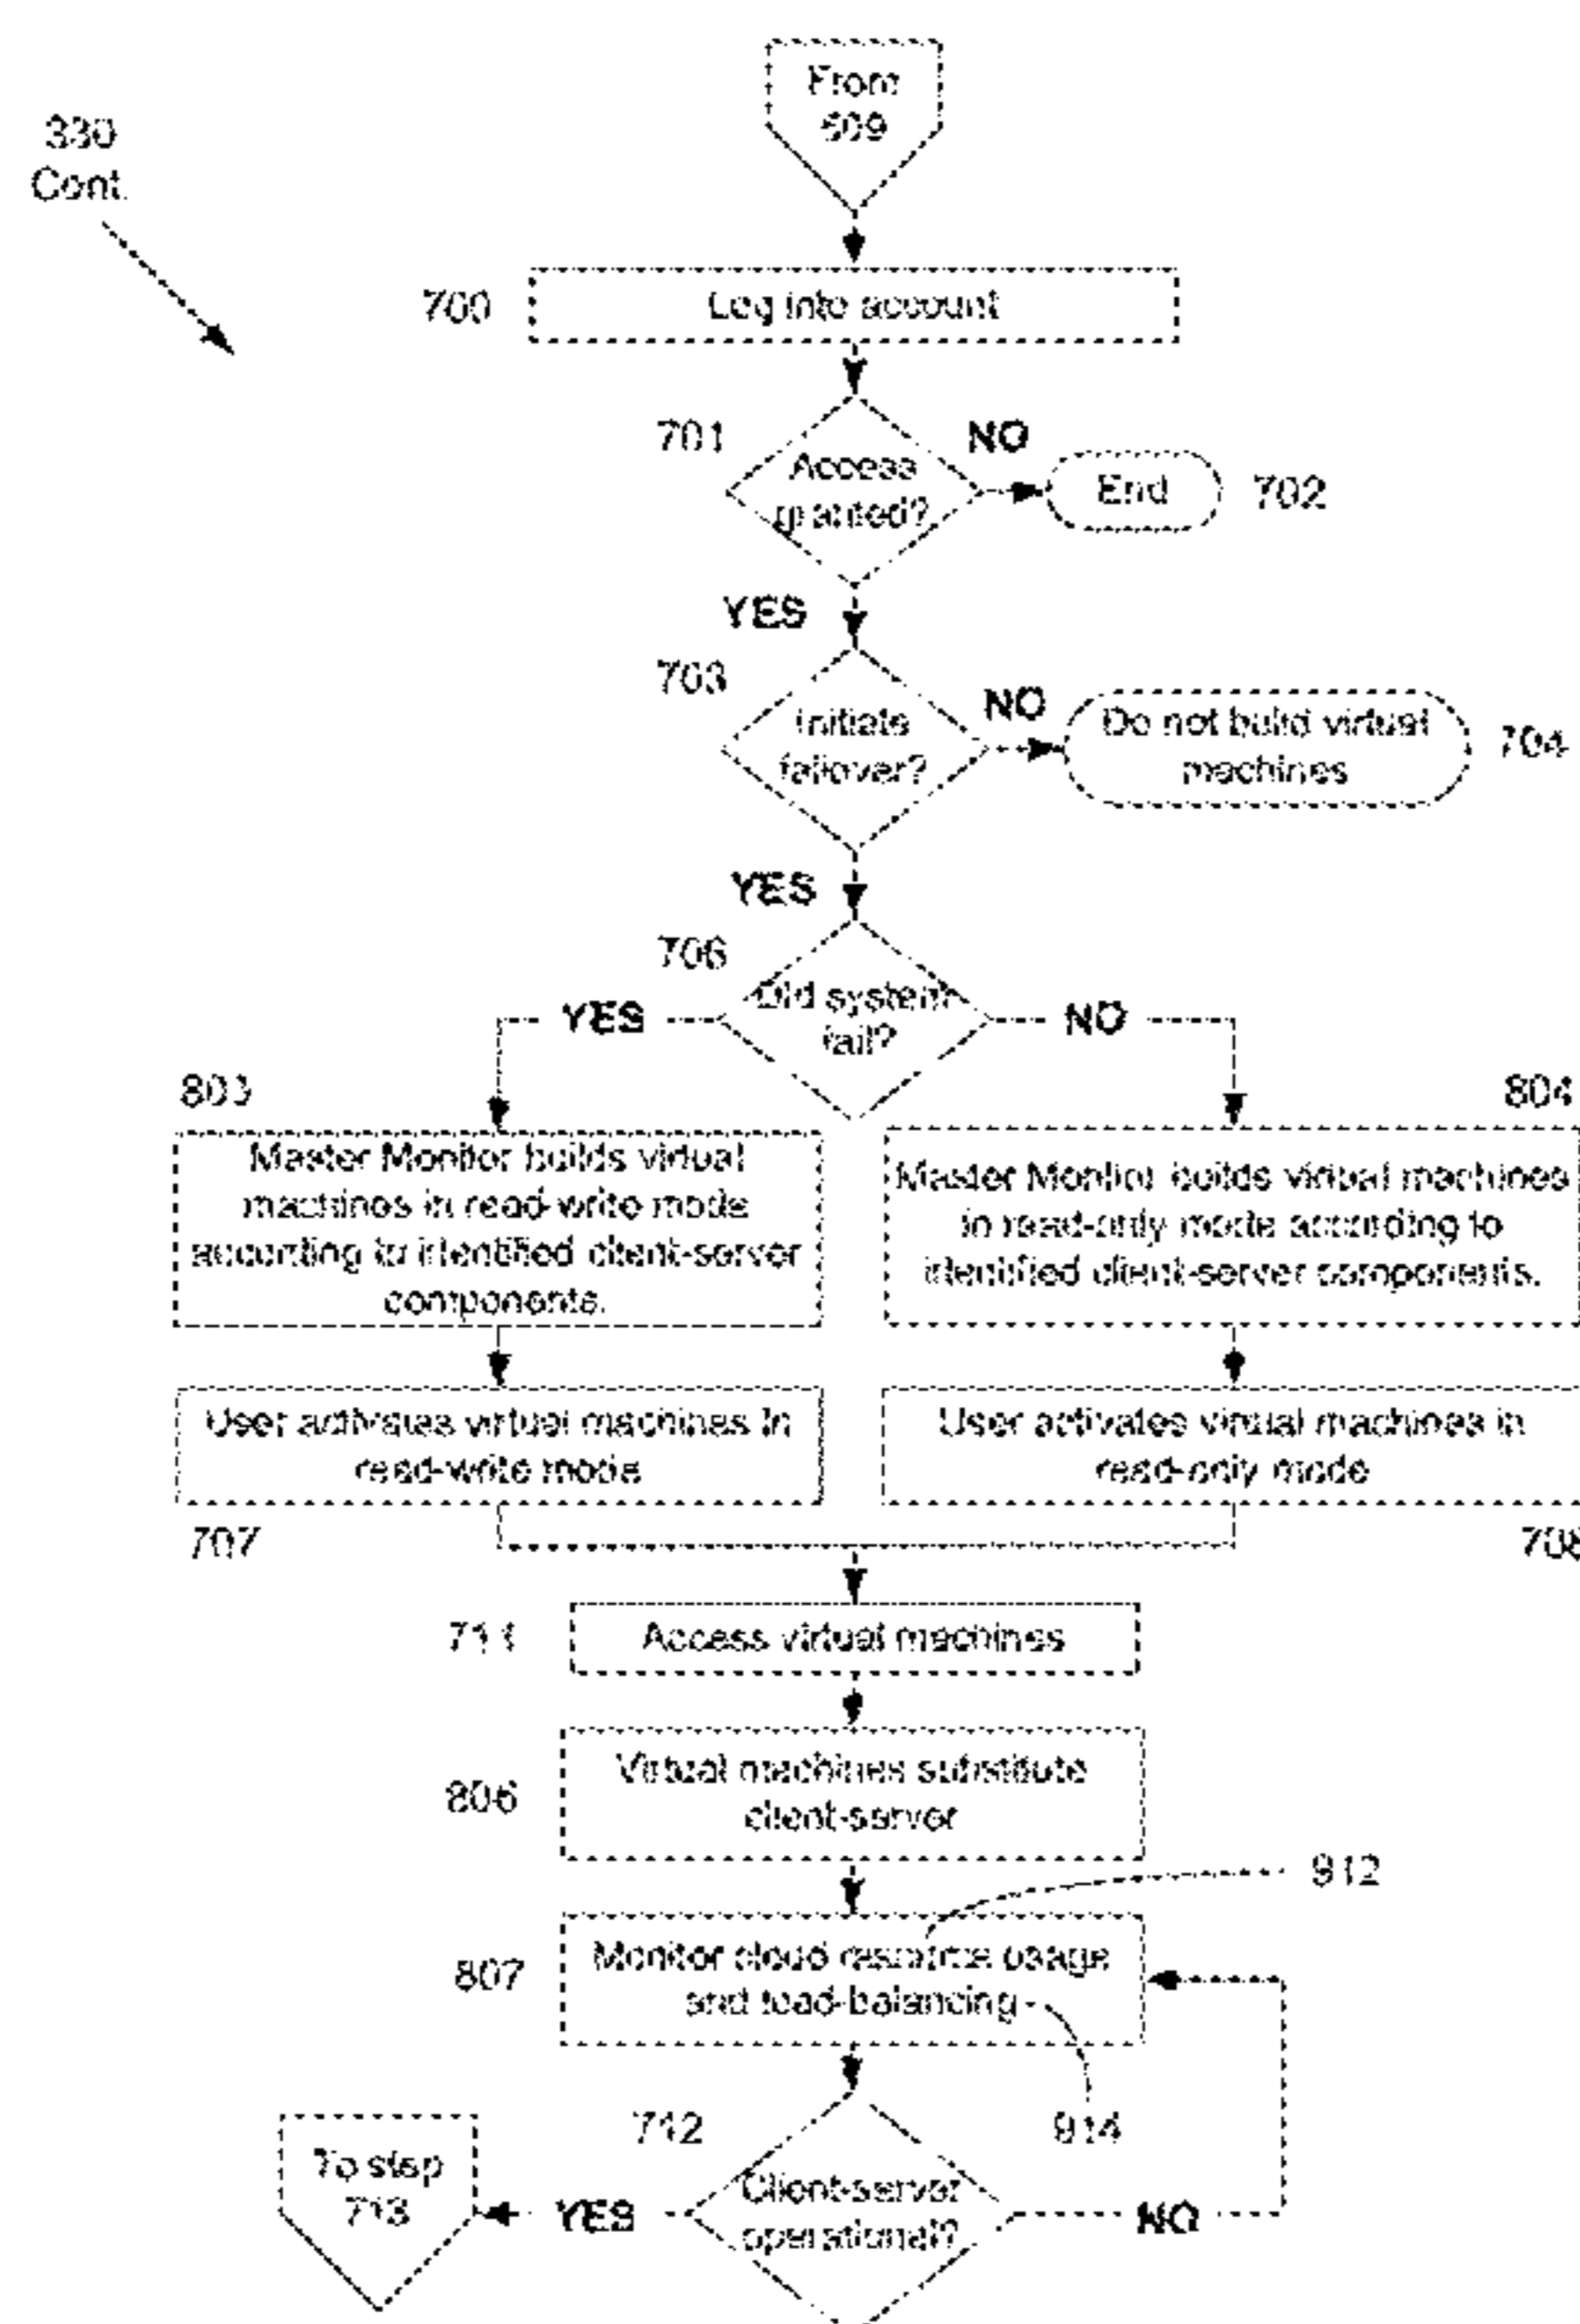 From
609
330
Cont.
700
Log into account
701
Access
granted?
NO
End
702
YES
703
Initiate
failover?
NO
Do not build virtual
machines
704
YES
706
Did system
fail?
YES
NO
803
804
Master Monitor builds virtual
machines in read-write mode
according to identified client-server
components.
Master Monitor builds virtual machines
in read-only mode according to
identified client-server components.
User activates virtual machines in
read-write mode
User activates virtual machines in
read-only mode
707
708
711
Access virtual machines
806
Virtual machines substitute
client-server
912
807
Monitor cloud resource usage
and load-balancing
914
712
Client-server
operational?
YES
NO
To step
713